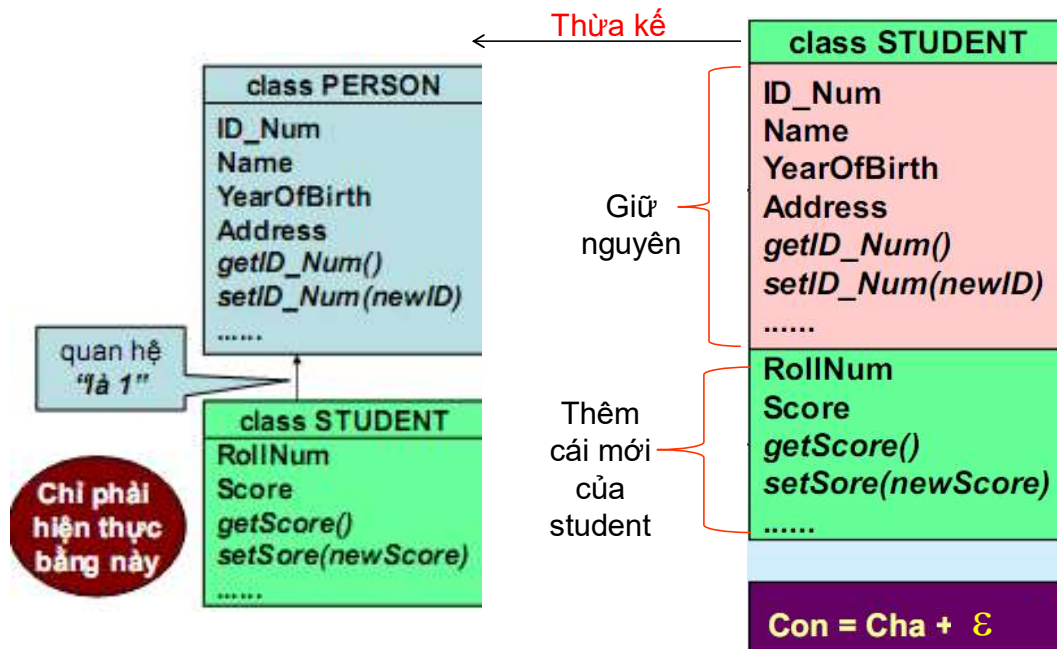 Thừa kế
class PERSON
ID_Num
Name
YearOfBirth
Address
getID_Num()
setID_Num(newID)
......
quan hệ
“là 1”
class STUDENT
RollNum
Score
getScore()
setSore(newScore)
......
Chỉ phải
hiện thực
bằng này
class STUDENT
ID_Num
Name
YearOfBirth
Address
getID_Num()
setID_Num(newID)
......
Giữ
nguyên
RollNum
Score
getScore()
setSore(newScore)
......
Thêm
cái mới
của
student
Con = Cha + ε